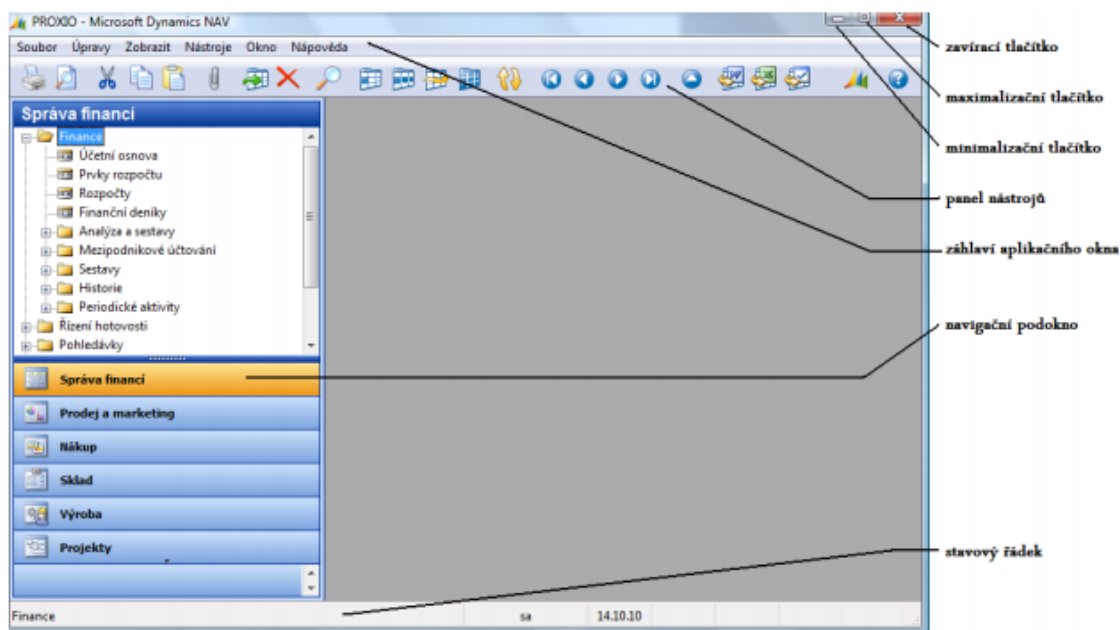 PROXIO - Microsoft Dynamics NAV
Soubor Úpravy Zobrazit Nástroje Okno Nápověda
Správa financí
Finance
Účetní osnova
Prvky rozpočtu
Rozpočty
Finanční deníky
Analýza a sestavy
Mezipodnikové účtování
Sestavy
Historie
Periodické aktivity
Řízení hotovosti
Pohledávky
Správa financí
Prodej a marketing
Nákup
Sklad
Výroba
Projekty
Finance sa 14.10.10
zavírací tlačítko
maximalizační tlačítko
minimalizační tlačítko
panel nástrojů
záhlaví aplikačního okna
navigační podokno
stavový řádek